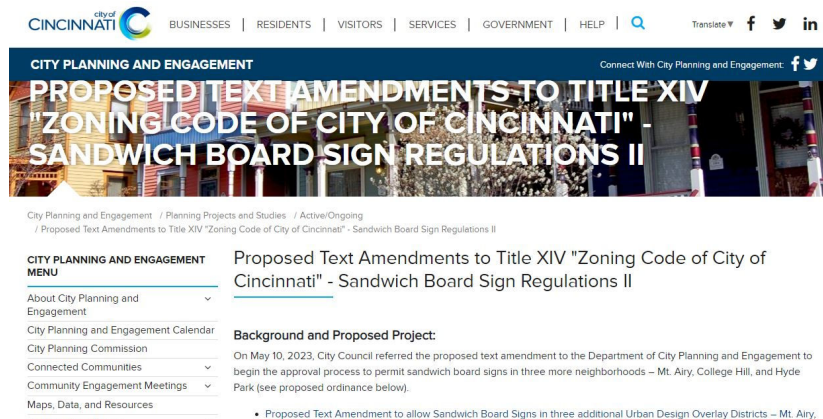 city of
CINCINNATI
BUSINESSES | RESIDENTS | VISITORS | SERVICES | GOVERNMENT | HELP |
Translate ▼
CITY PLANNING AND ENGAGEMENT
Connect With City Planning and Engagement:
PROPOSED TEXT AMENDMENTS TO TITLE XIV
"ZONING CODE OF CITY OF CINCINNATI" -
SANDWICH BOARD SIGN REGULATIONS II
City Planning and Engagement / Planning Projects and Studies / Active/Ongoing
/ Proposed Text Amendments to Title XIV "Zoning Code of City of Cincinnati" - Sandwich Board Sign Regulations II
CITY PLANNING AND ENGAGEMENT
MENU
About City Planning and
Engagement
City Planning and Engagement Calendar
City Planning Commission
Connected Communities
Community Engagement Meetings
Maps, Data, and Resources
Proposed Text Amendments to Title XIV "Zoning Code of City of
Cincinnati" - Sandwich Board Sign Regulations II
Background and Proposed Project:
On May 10, 2023, City Council referred the proposed text amendment to the Department of City Planning and Engagement to
begin the approval process to permit sandwich board signs in three more neighborhoods – Mt. Airy, College Hill, and Hyde
Park (see proposed ordinance below).
• Proposed Text Amendment to allow Sandwich Board Signs in three additional Urban Design Overlay Districts – Mt. Airy,